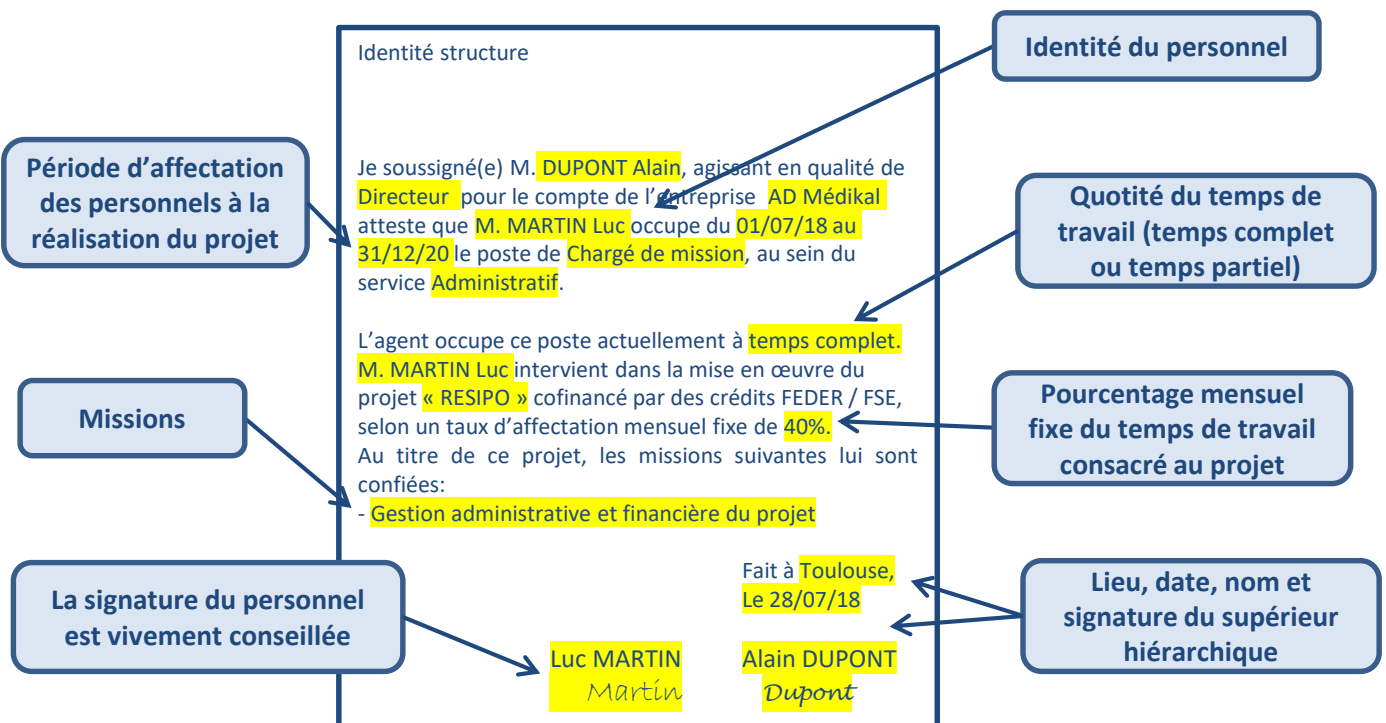 Identité structure
Identité du personnel
Période d’affectation
des personnels à la
réalisation du projet
Je soussigné(e) M. DUPONT Alain, agissant en qualité de
Directeur pour le compte de l’entreprise AD Médikal
atteste que M. MARTIN Luc occupe du 01/07/18 au
31/12/20 le poste de Chargé de mission, au sein du
service Administratif.
Quotité du temps de
travail (temps complet
ou temps partiel)
L’agent occupe ce poste actuellement à temps complet.
M. MARTIN Luc intervient dans la mise en œuvre du
projet « RESIPO » cofinancé par des crédits FEDER / FSE,
selon un taux d’affectation mensuel fixe de 40%.
Au titre de ce projet, les missions suivantes lui sont
confiées:
- Gestion administrative et financière du projet
Missions
Pourcentage mensuel
fixe du temps de travail
consacré au projet
La signature du personnel
est vivement conseillée
Fait à Toulouse,
Le 28/07/18
Lieu, date, nom et
signature du supérieur
hiérarchique
Luc MARTIN
Martin
Alain DUPONT
Dupont